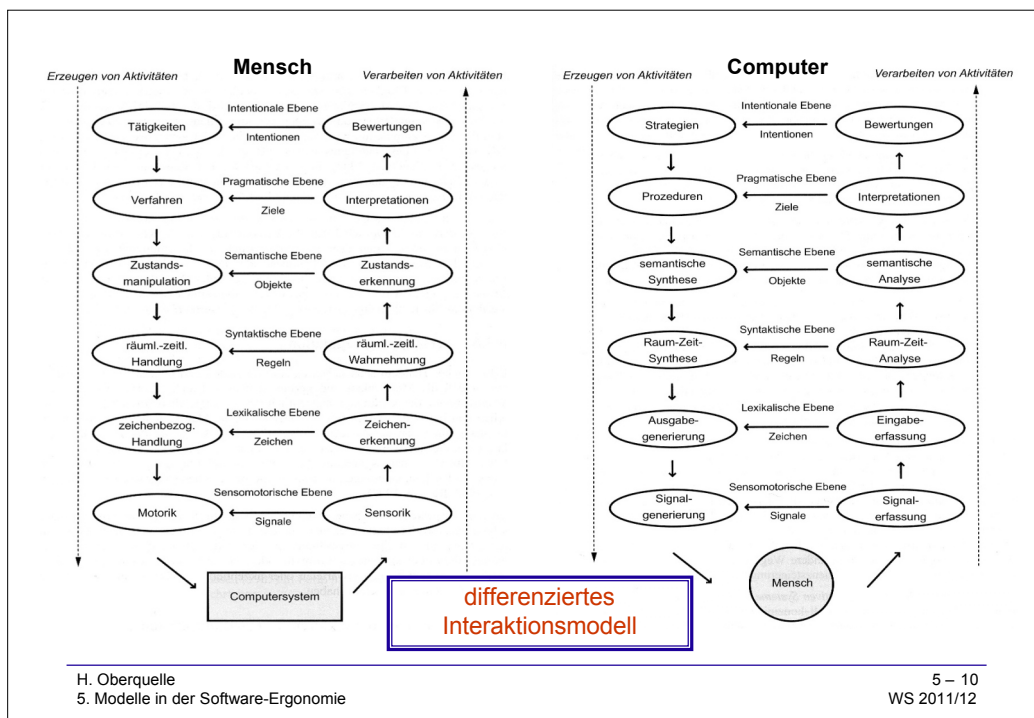 Mensch
Erzeugen von Aktivitäten
Verarbeiten von Aktivitäten
Intentionale Ebene
Tätigkeiten
Bewertungen
Intentionen
Pragmatische Ebene
Verfahren
Interpretationen
Ziele
Semantische Ebene
Zustands-
manipulation
Zustands-
erkennung
Objekte
Syntaktische Ebene
räuml.-zeitl.
Handlung
räuml.-zeitl.
Wahrnehmung
Regeln
Lexikalische Ebene
zeichenbezog.
Handlung
Zeichen-
erkennung
Zeichen
Sensomotorische Ebene
Motorik
Sensorik
Signale
Computersystem
Computer
Erzeugen von Aktivitäten
Verarbeiten von Aktivitäten
Intentionale Ebene
Strategien
Bewertungen
Intentionen
Pragmatische Ebene
Prozeduren
Interpretationen
Ziele
Semantische Ebene
semantische
Synthese
semantische
Analyse
Objekte
Syntaktische Ebene
Raum-Zeit-
Synthese
Raum-Zeit-
Analyse
Regeln
Lexikalische Ebene
Ausgabe-
generierung
Eingabe-
erfassung
Zeichen
Sensomotorische Ebene
Signal-
generierung
Signal-
erfassung
Signale
Mensch
differenziertes
Interaktionsmodell
H. Oberquelle
5. Modelle in der Software-Ergonomie
5 – 10
WS 2011/12